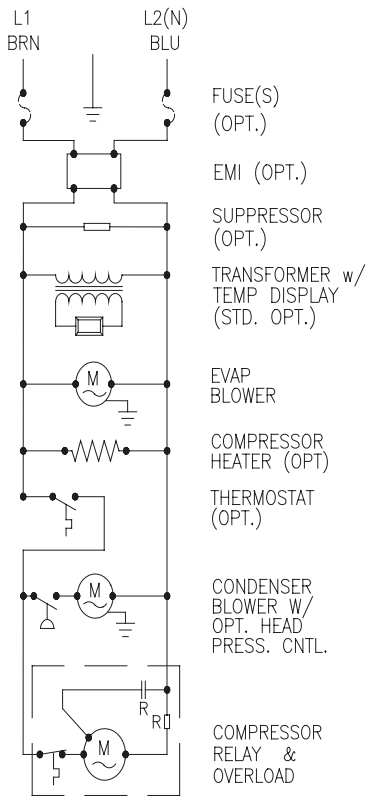 L1
BRN
L2(N)
BLU
FUSE(S)
(OPT.)
EMI (OPT.)
SUPPRESSOR
(OPT.)
TRANSFORMER w/
TEMP DISPLAY
(STD. OPT.)
M
EVAP
BLOWER
COMPRESSOR
HEATER (OPT)
THERMOSTAT
(OPT.)
M
CONDENSER
BLOWER W/
OPT. HEAD
PRESS. CNTL.
R
R
M
COMPRESSOR
RELAY &
OVERLOAD